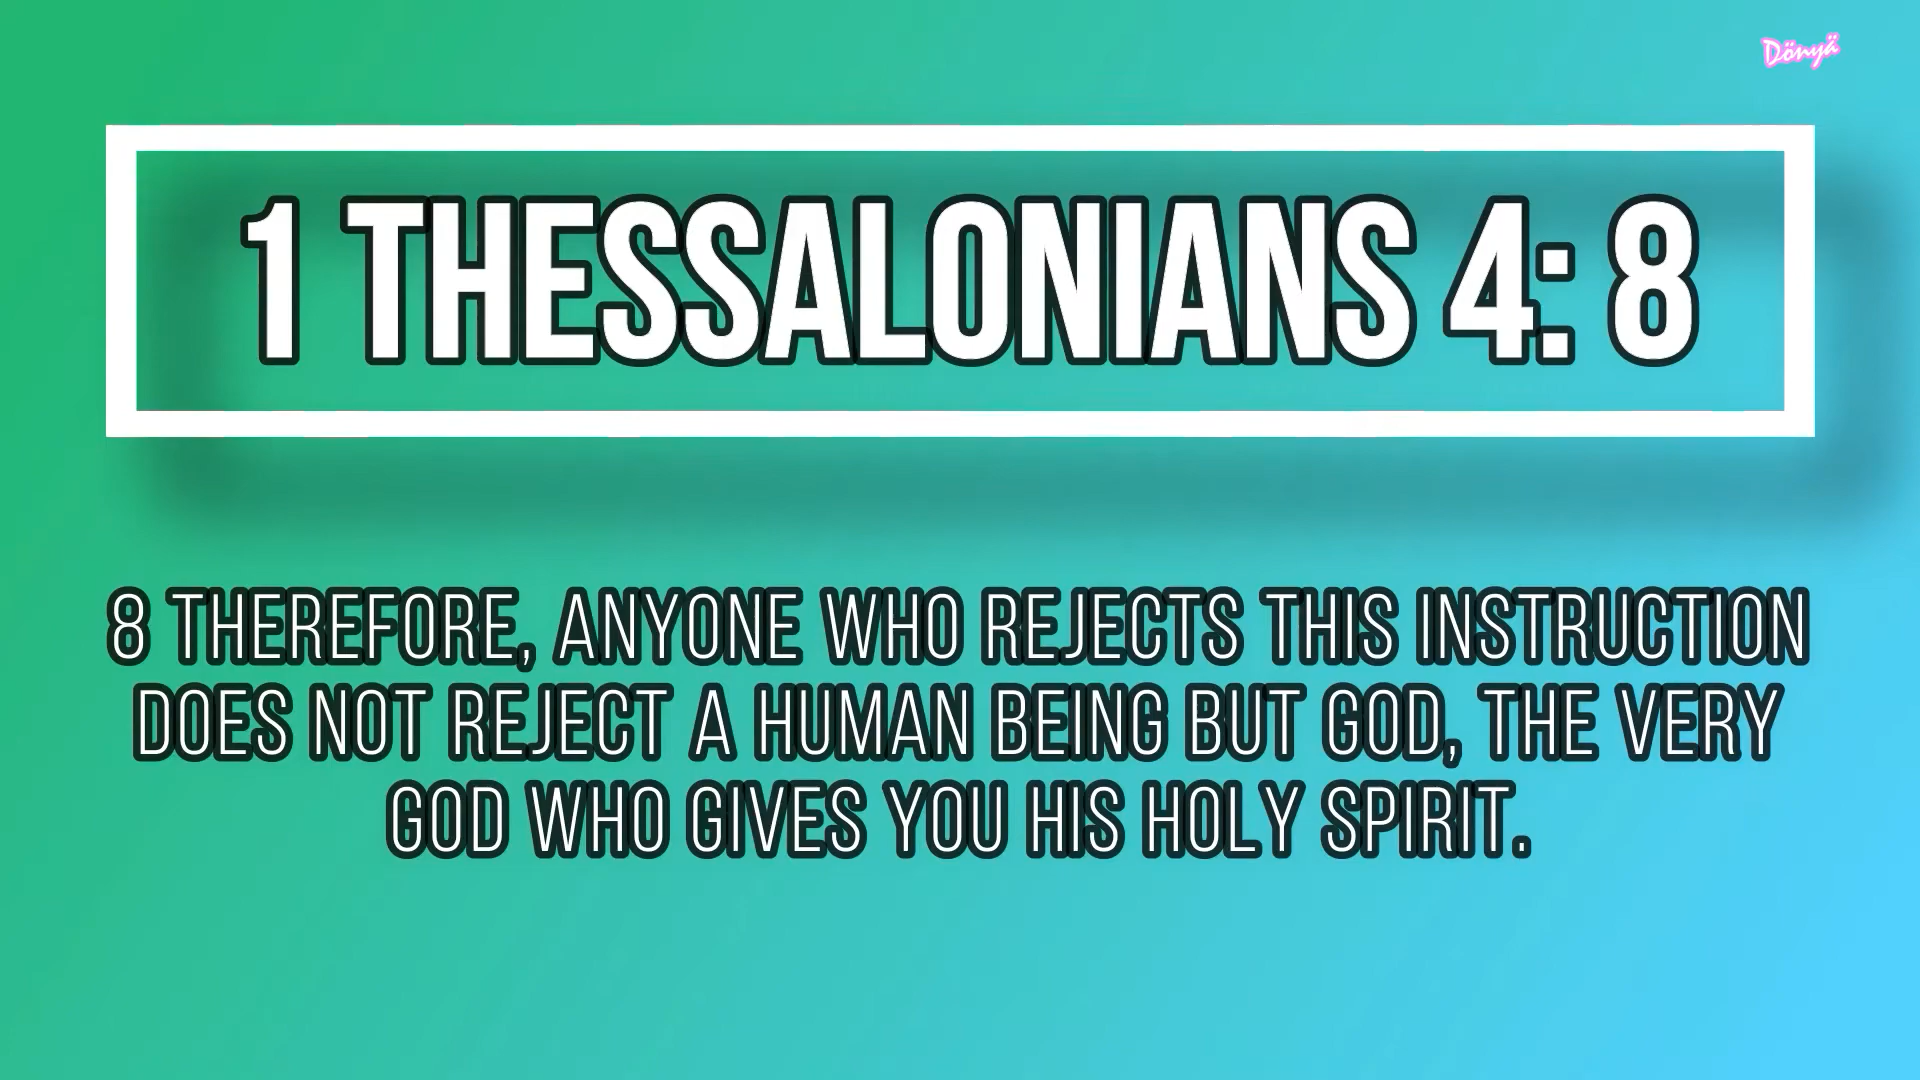 Dönyä
1 THESSALONIANS 4: 8
8 THEREFORE, ANYONE WHO REJECTS THIS INSTRUCTION
DOES NOT REJECT A HUMAN BEING BUT GOD, THE VERY
GOD WHO GIVES YOU HIS HOLY SPIRIT.